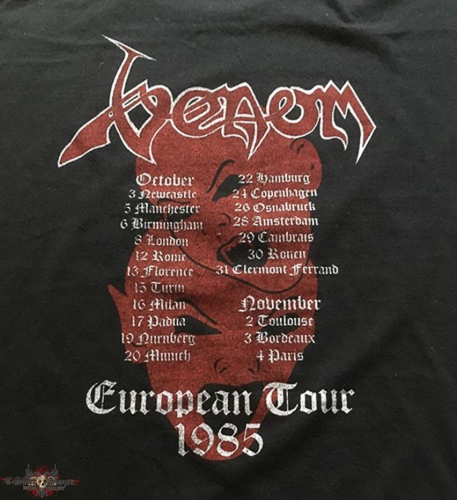 Venom
October
3 Newcastle
5 Manchester
6 Birmingham
8 London
12 Rome
13 Florence
15 Turin
16 Milan
17 Padua
19 Nurnberg
20 Munich
22 Hamburg
24 Copenhagen
26 Osnabruck
28 Amsterdam
29 Cambrais
30 Rouen
31 Clermont Ferrand
November
2 Toulouse
3 Bordeaux
4 Paris
European Tour
1985